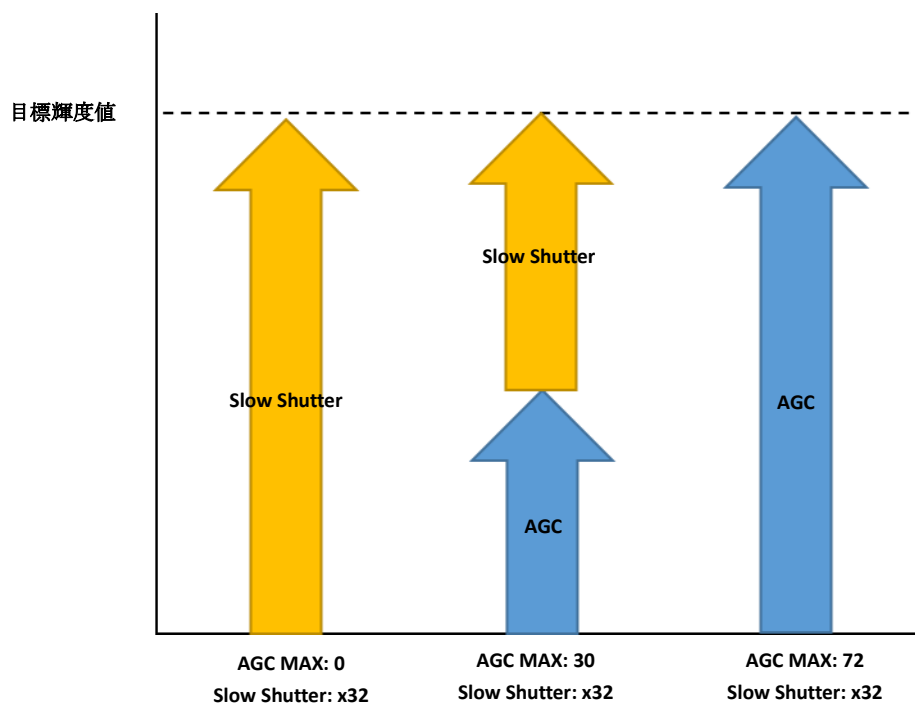 目標輝度値
Slow Shutter
Slow Shutter
AGC
AGC
AGC MAX: 0
Slow Shutter: x32
AGC MAX: 30
Slow Shutter: x32
AGC MAX: 72
Slow Shutter: x32